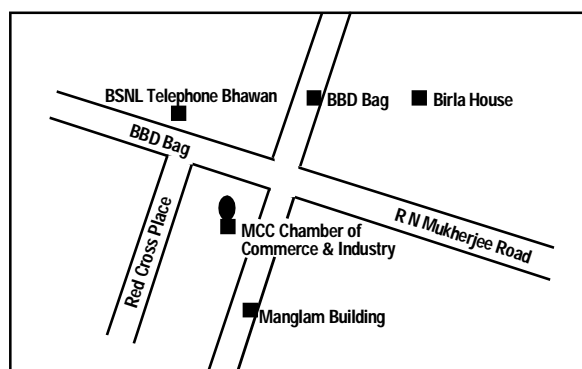 BSNL Telephone Bhawan
BBD Bag
Birla House
BBD Bag
Red Cross Place
MCC Chamber of
Commerce & Industry
R N Mukherjee Road
Manglam Building